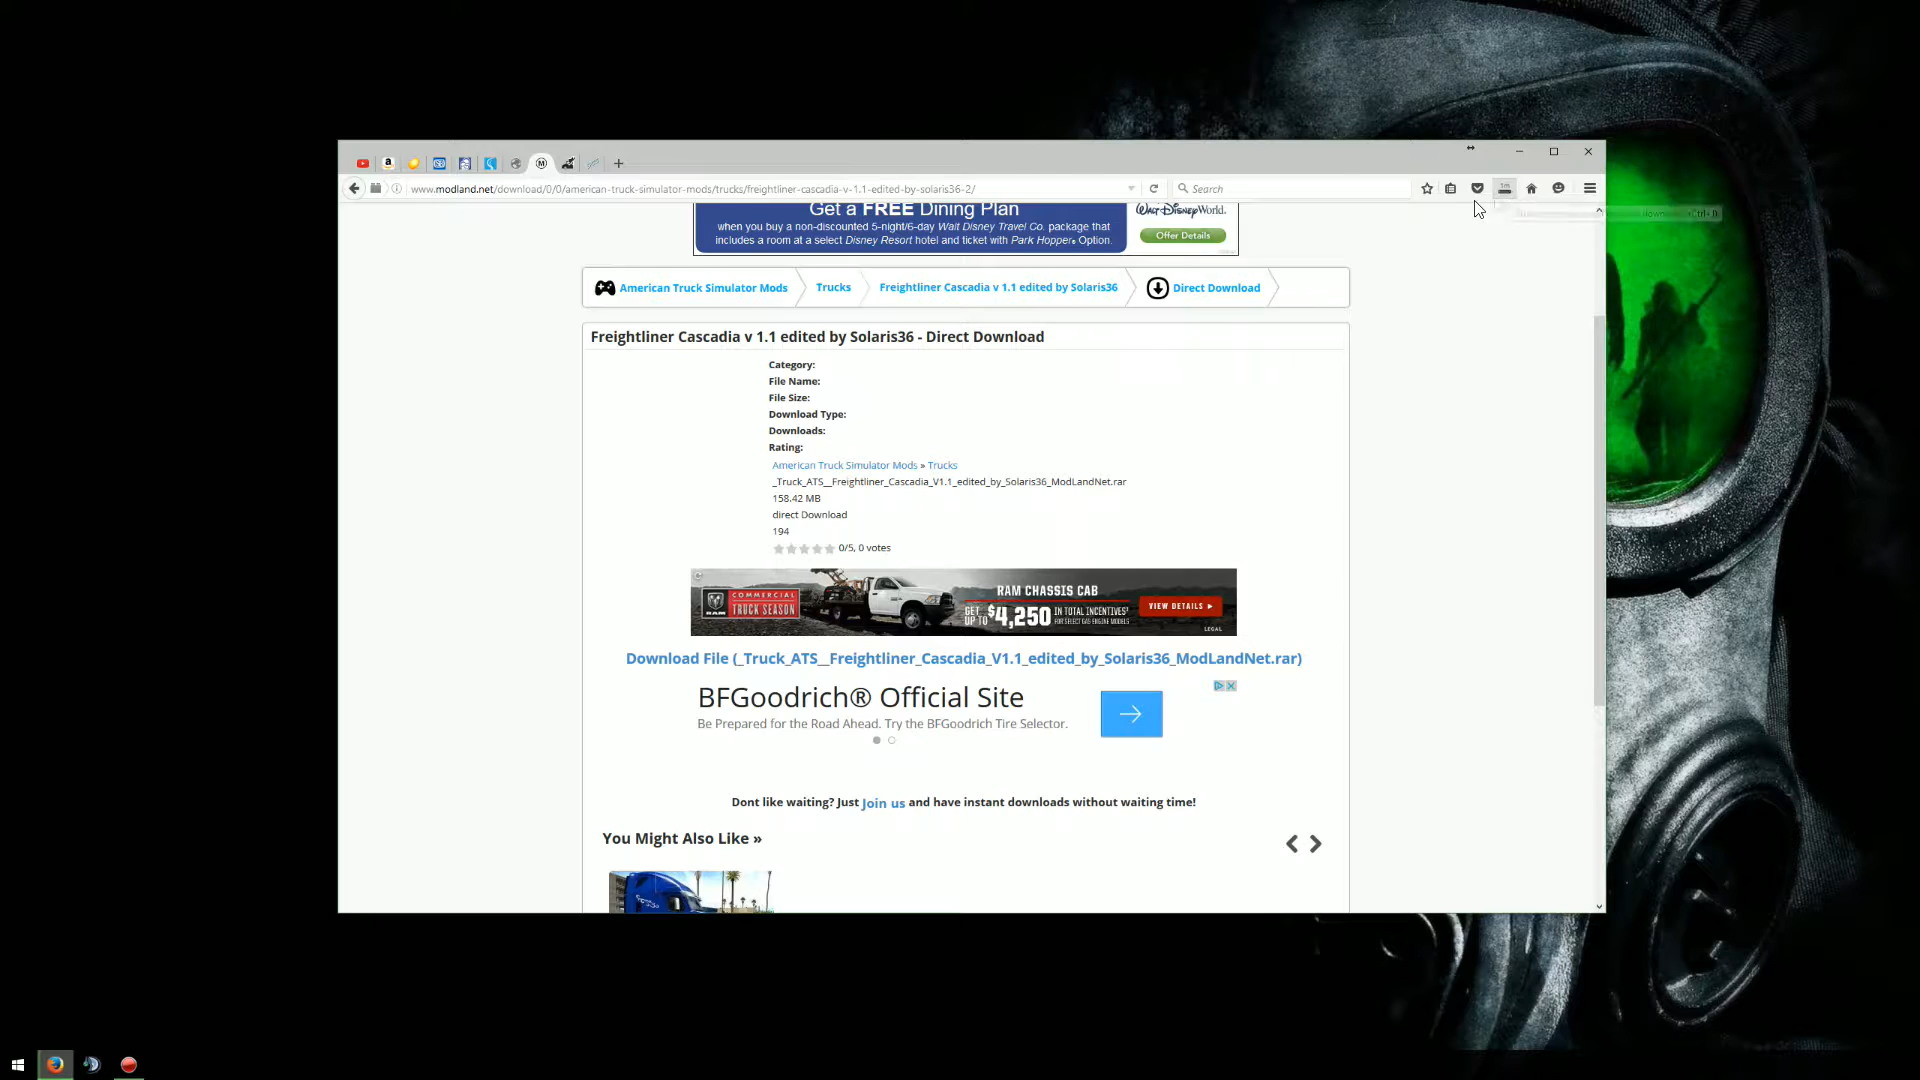 www.modland.net/download/0/0/american-truck-simulator-mods/trucks/freightliner-cascadia-v-1.1-edited-by-solaris36-2/
Search
1m
Ctrl+
Get a FREE Dining Plan
when you buy a non-discounted 5-night/6-day Walt Disney Travel Co. package that
includes a room at a select Disney Resort hotel and ticket with Park Hopper® Option.
Walt Disney World.
Offer Details
American Truck Simulator Mods
Trucks
Freightliner Cascadia v 1.1 edited by Solaris36
Direct Download
Freightliner Cascadia v 1.1 edited by Solaris36 - Direct Download
Category:
File Name:
File Size:
Download Type:
Downloads:
Rating:
American Truck Simulator Mods » Trucks
_Truck_ATS__Freightliner_Cascadia_V1.1_edited_by_Solaris36_ModLandNet.rar
158.42 MB
direct Download
194
0/5, 0 votes
RAM
COMMERCIAL
TRUCK SEASON
RAM CHASSIS CAB
GET UP TO $4,250 IN TOTAL INCENTIVES
FOR SELECT GAS ENGINE MODELS
VIEW DETAILS
LEGAL
Download File (_Truck_ATS__Freightliner_Cascadia_V1.1_edited_by_Solaris36_ModLandNet.rar)
BFGoodrich® Official Site
Be Prepared for the Road Ahead. Try the BFGoodrich Tire Selector.
Dont like waiting? Just Join us and have instant downloads without waiting time!
You Might Also Like »